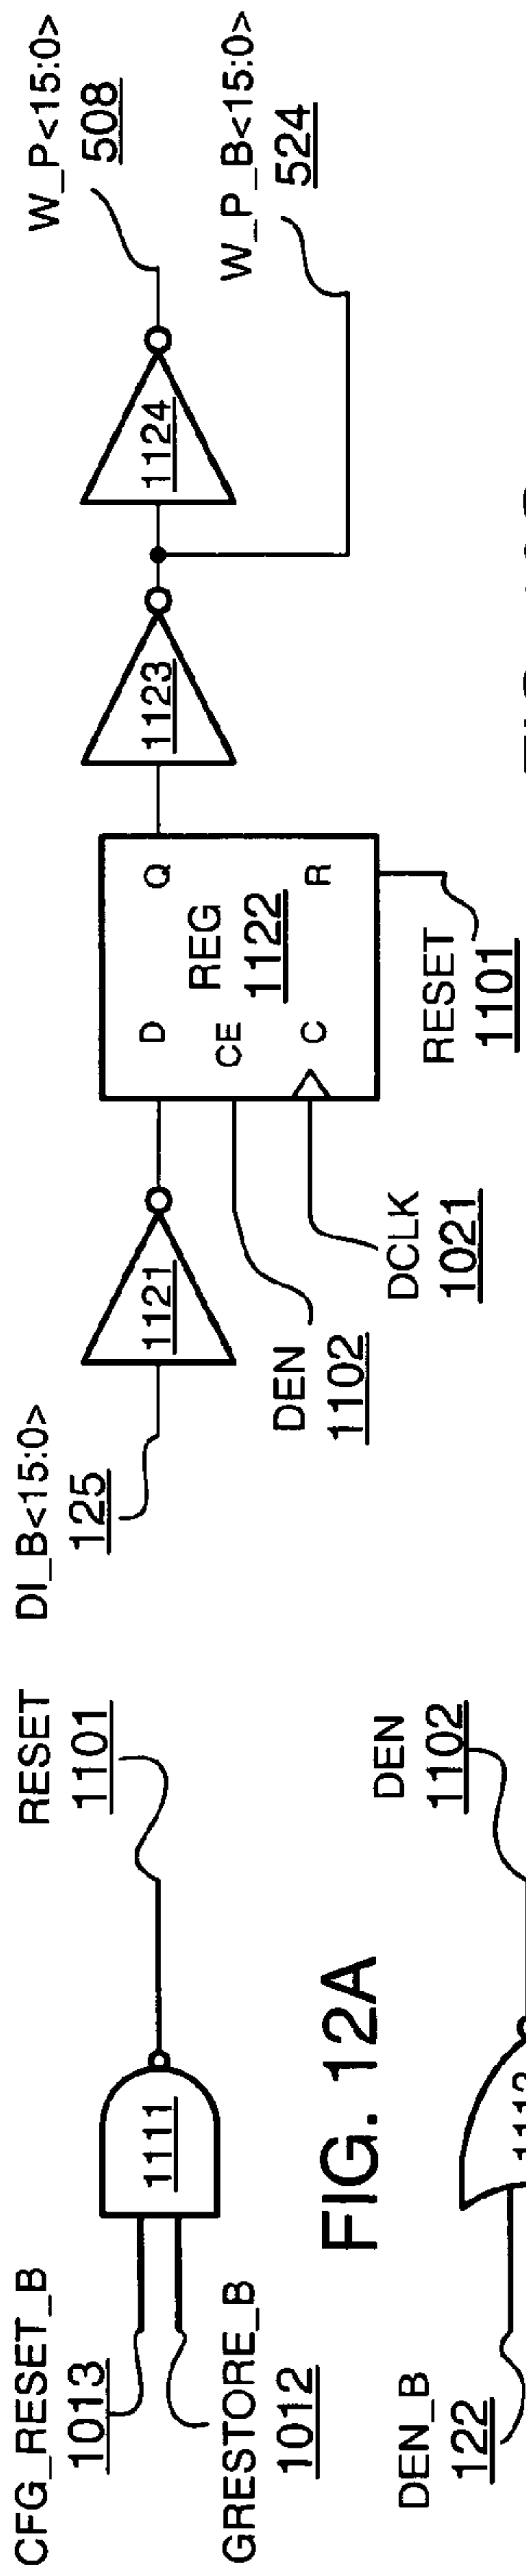 CFG_RESET_B
1013
GRESTORE_B
1012
1111
RESET
1101
FIG. 12A
DEN_B
122
DEN
1102
DI_B<15:0>
125
1121
DEN
1102
DCLK
1021
D
Q
CE
REG
1122
C
R
RESET
1101
1123
1124
W_P<15:0>
508
W_P_B<15:0>
524